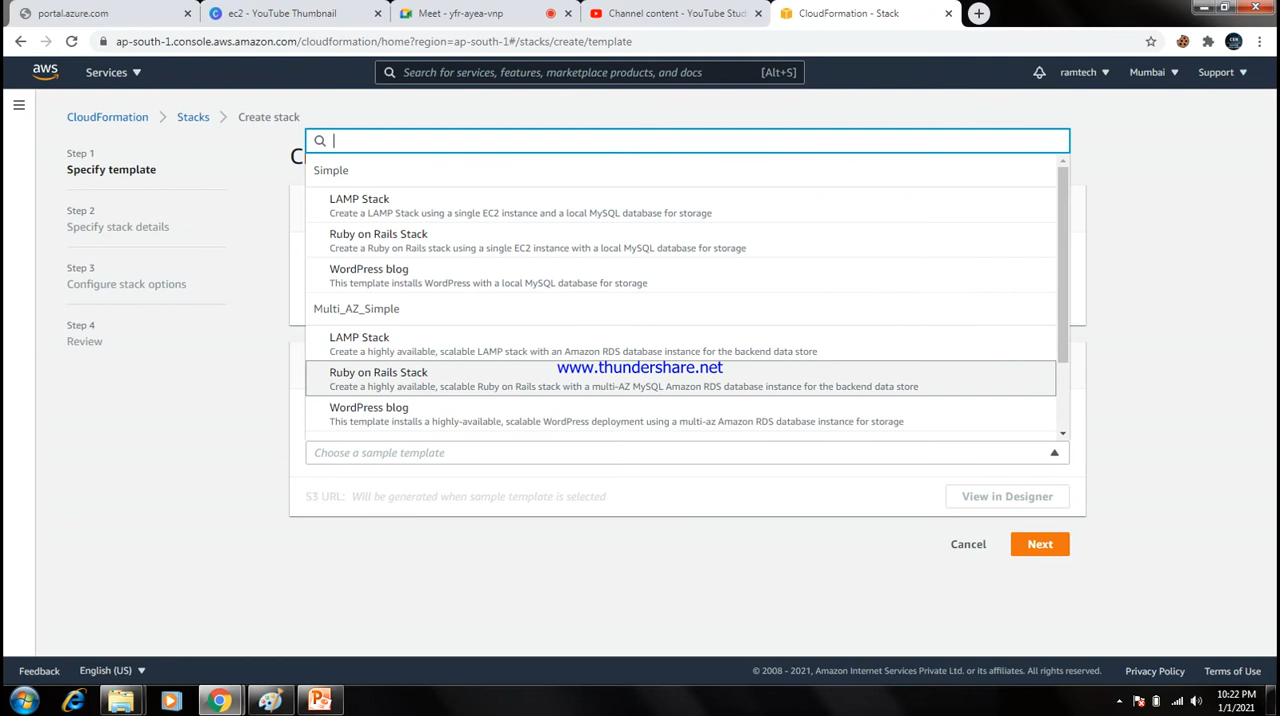 portal.azure.com
ec2 - YouTube Thumbnail
Meet - yfr-ayea-vow
Channel content - YouTube Stud
CloudFormation - Stack
ap-south-1.console.aws.amazon.com/cloudformation/home?region=ap-south-1#/stacks/create/template
aws
Services
Search for services, features, marketplace products, and docs
[Alt+S]
ramtech
Mumbai
Support
CloudFormation
Stacks
Create stack
Step 1
Specify template
Step 2
Specify stack details
Step 3
Configure stack options
Step 4
Review
C
Simple
LAMP Stack
Create a LAMP Stack using a single EC2 instance and a local MySQL database for storage
Ruby on Rails Stack
Create a Ruby on Rails stack using a single EC2 instance with a local MySQL database for storage
WordPress blog
This template installs WordPress with a local MySQL database for storage
Multi_AZ_Simple
LAMP Stack
Create a highly available, scalable LAMP stack with an Amazon RDS database instance for the backend data store
www.thundershare.net
Ruby on Rails Stack
Create a highly available, scalable Ruby on Rails stack with a multi-AZ MySQL Amazon RDS database instance for the backend data store
WordPress blog
This template installs a highly-available, scalable WordPress deployment using a multi-az Amazon RDS database instance for storage
Choose a sample template
S3 URL: Will be generated when sample template is selected
View in Designer
Cancel
Next
Feedback
English (US)
© 2008 - 2021, Amazon Internet Services Private Ltd. or its affiliates. All rights reserved.
Privacy Policy
Terms of Use
10:22 PM
1/1/2021